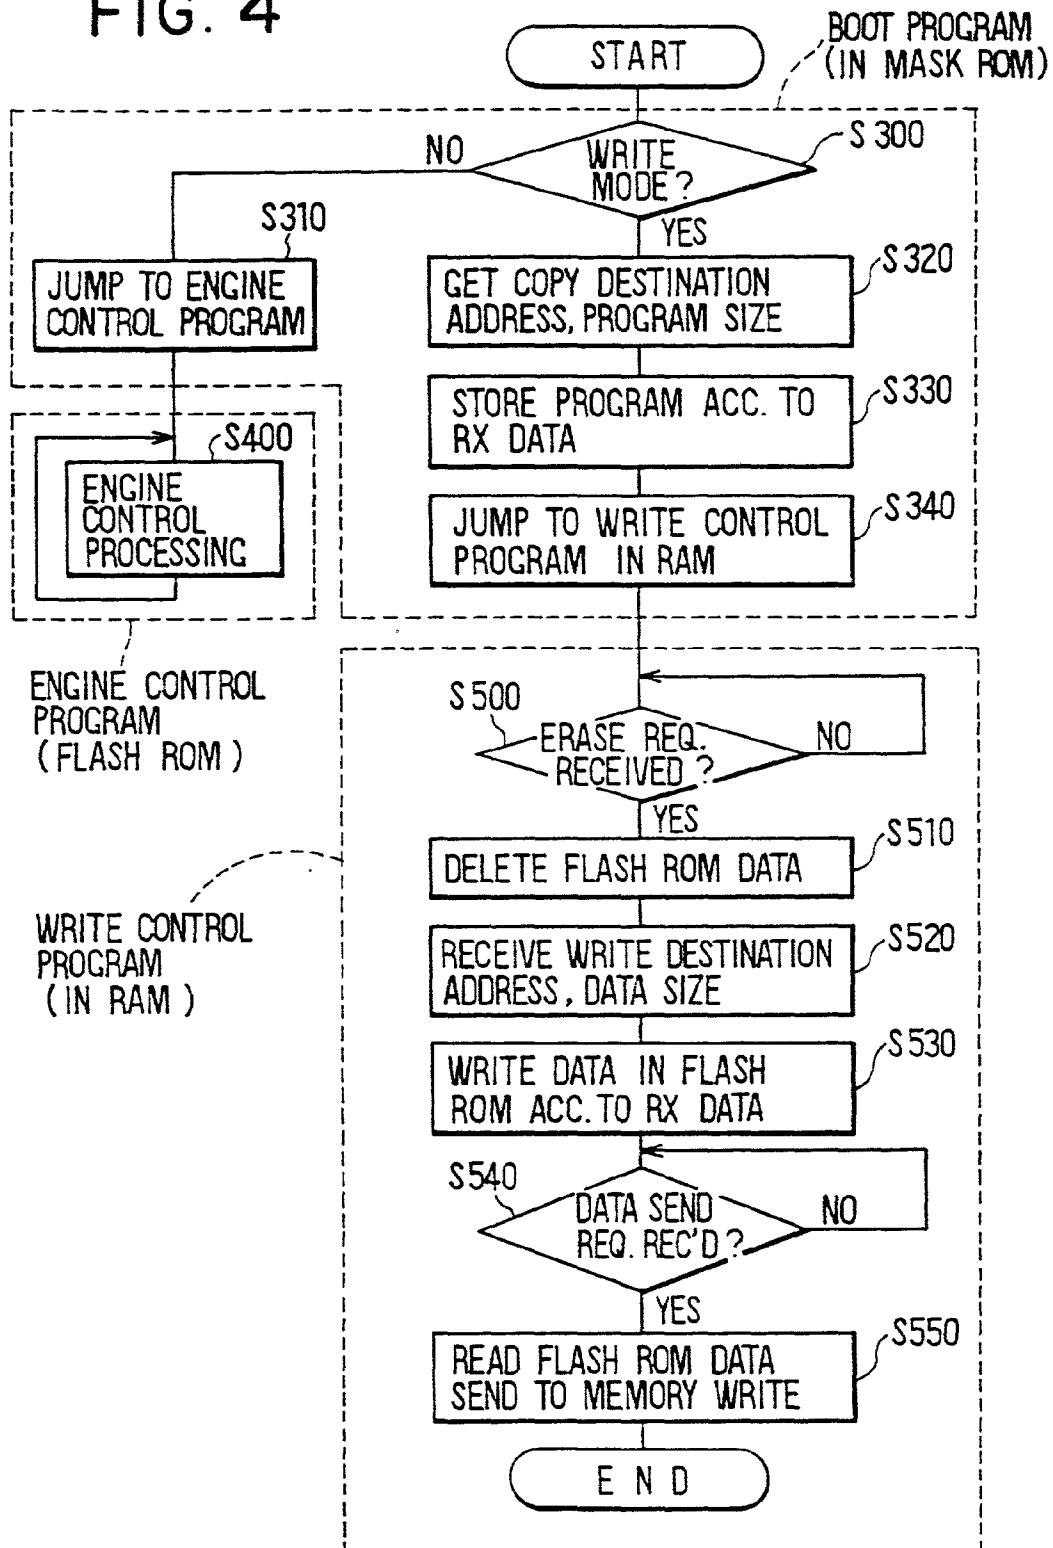 FIG. 4
START
BOOT PROGRAM
(IN MASK ROM)
NO
WRITE
MODE?
S300
YES
S310
JUMP TO ENGINE
CONTROL PROGRAM
GET COPY DESTINATION
ADDRESS, PROGRAM SIZE
S320
STORE PROGRAM ACC. TO
RX DATA
S330
S400
ENGINE
CONTROL
PROCESSING
JUMP TO WRITE CONTROL
PROGRAM IN RAM
S340
ENGINE CONTROL
PROGRAM
(FLASH ROM)
S500
ERASE REQ.
RECEIVED?
NO
YES
DELETE FLASH ROM DATA
S510
WRITE CONTROL
PROGRAM
(IN RAM)
RECEIVE WRITE DESTINATION
ADDRESS, DATA SIZE
S520
WRITE DATA IN FLASH
ROM ACC. TO RX DATA
S530
S540
DATA SEND
REQ. REC'D?
NO
YES
READ FLASH ROM DATA
SEND TO MEMORY WRITE
S550
END